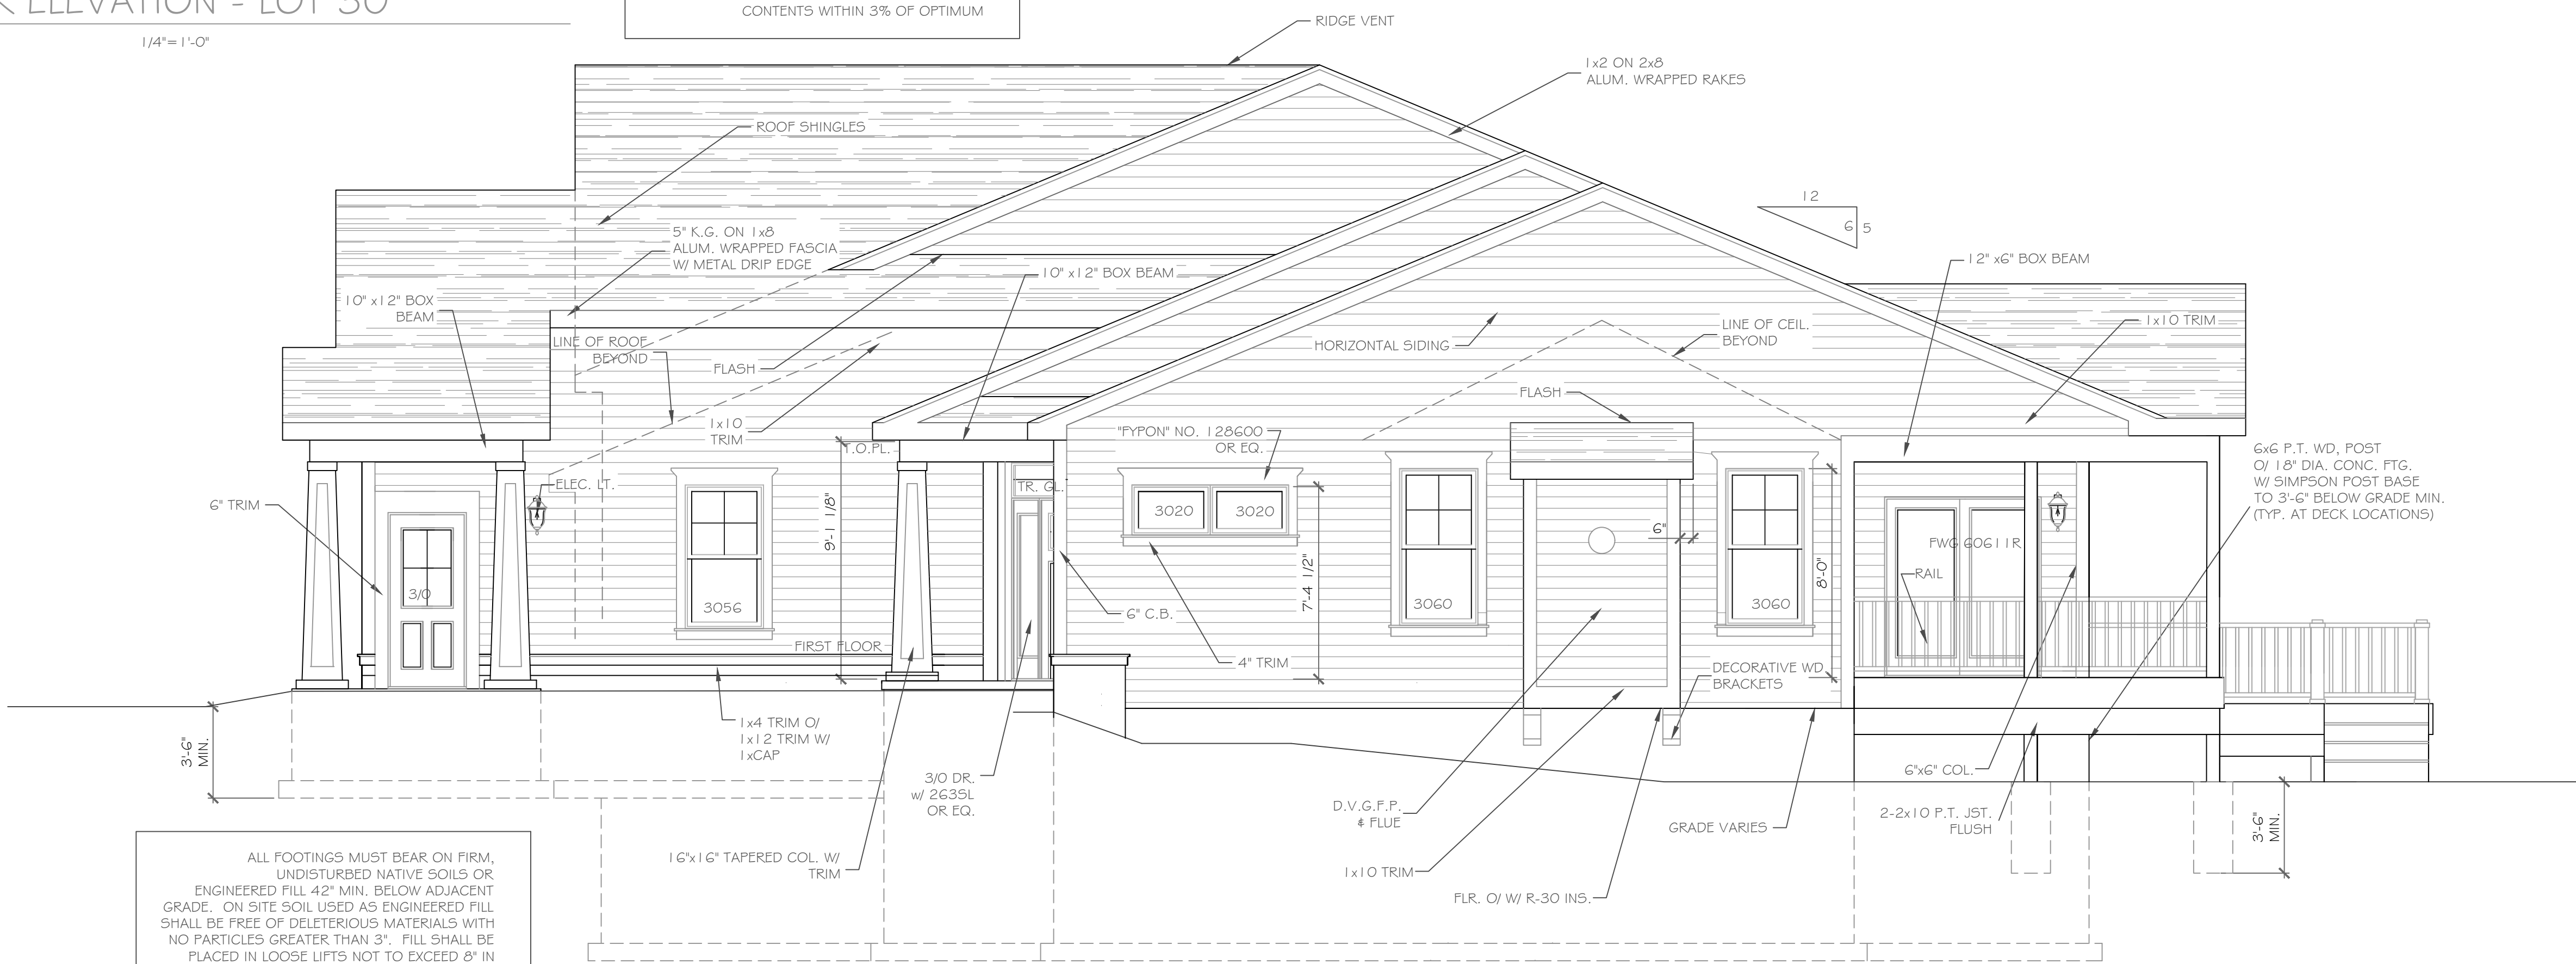 ELEVATION - LOT 30
1/4"=1'-0"
CONTENTS WITHIN 3% OF OPTIMUM
RIDGE VENT
1x2 ON 2x8
ALUM. WRAPPED RAKES
ROOF SHINGLES
12
6 5
5" K.G. ON 1x8
ALUM. WRAPPED FASCIA
W/ METAL DRIP EDGE
10" x12" BOX BEAM
12" x6" BOX BEAM
10" x12" BOX
BEAM
LINE OF ROOF
BEYOND
FLASH
HORIZONTAL SIDING
LINE OF CEIL.
BEYOND
1x10 TRIM
FLASH
1x10
TRIM
T.O.PL.
"FYPON" NO. 128600
OR EQ.
6x6 P.T. WD, POST
O/ 18" DIA. CONC. FTG.
W/ SIMPSON POST BASE
TO 3'-6" BELOW GRADE MIN.
(TYP. AT DECK LOCATIONS)
6" TRIM
ELEC. LT.
TR. GL.
9'-1 1/8"
3020
3020
6"
FWG 60611R
7'-4 1/2"
8'-0"
RAIL
3/0
3056
6" C.B.
3060
3060
FIRST FLOOR
4" TRIM
DECORATIVE WD
BRACKETS
3'-6"
MIN.
1x4 TRIM O/
1x12 TRIM W/
1xCAP
3/0 DR.
w/ 263SL
OR EQ.
D.V.G.F.P.
& FLUE
GRADE VARIES
6"x6" COL.
2-2x10 P.T. JST.
FLUSH
3'-6"
MIN.
16"x16" TAPERED COL. W/
TRIM
1x10 TRIM
FLR. O/ W/ R-30 INS.
ALL FOOTINGS MUST BEAR ON FIRM,
UNDISTURBED NATIVE SOILS OR
ENGINEERED FILL 42" MIN. BELOW ADJACENT
GRADE. ON SITE SOIL USED AS ENGINEERED FILL
SHALL BE FREE OF DELETERIOUS MATERIALS WITH
NO PARTICLES GREATER THAN 3". FILL SHALL BE
PLACED IN LOOSE LIFTS NOT TO EXCEED 8" IN